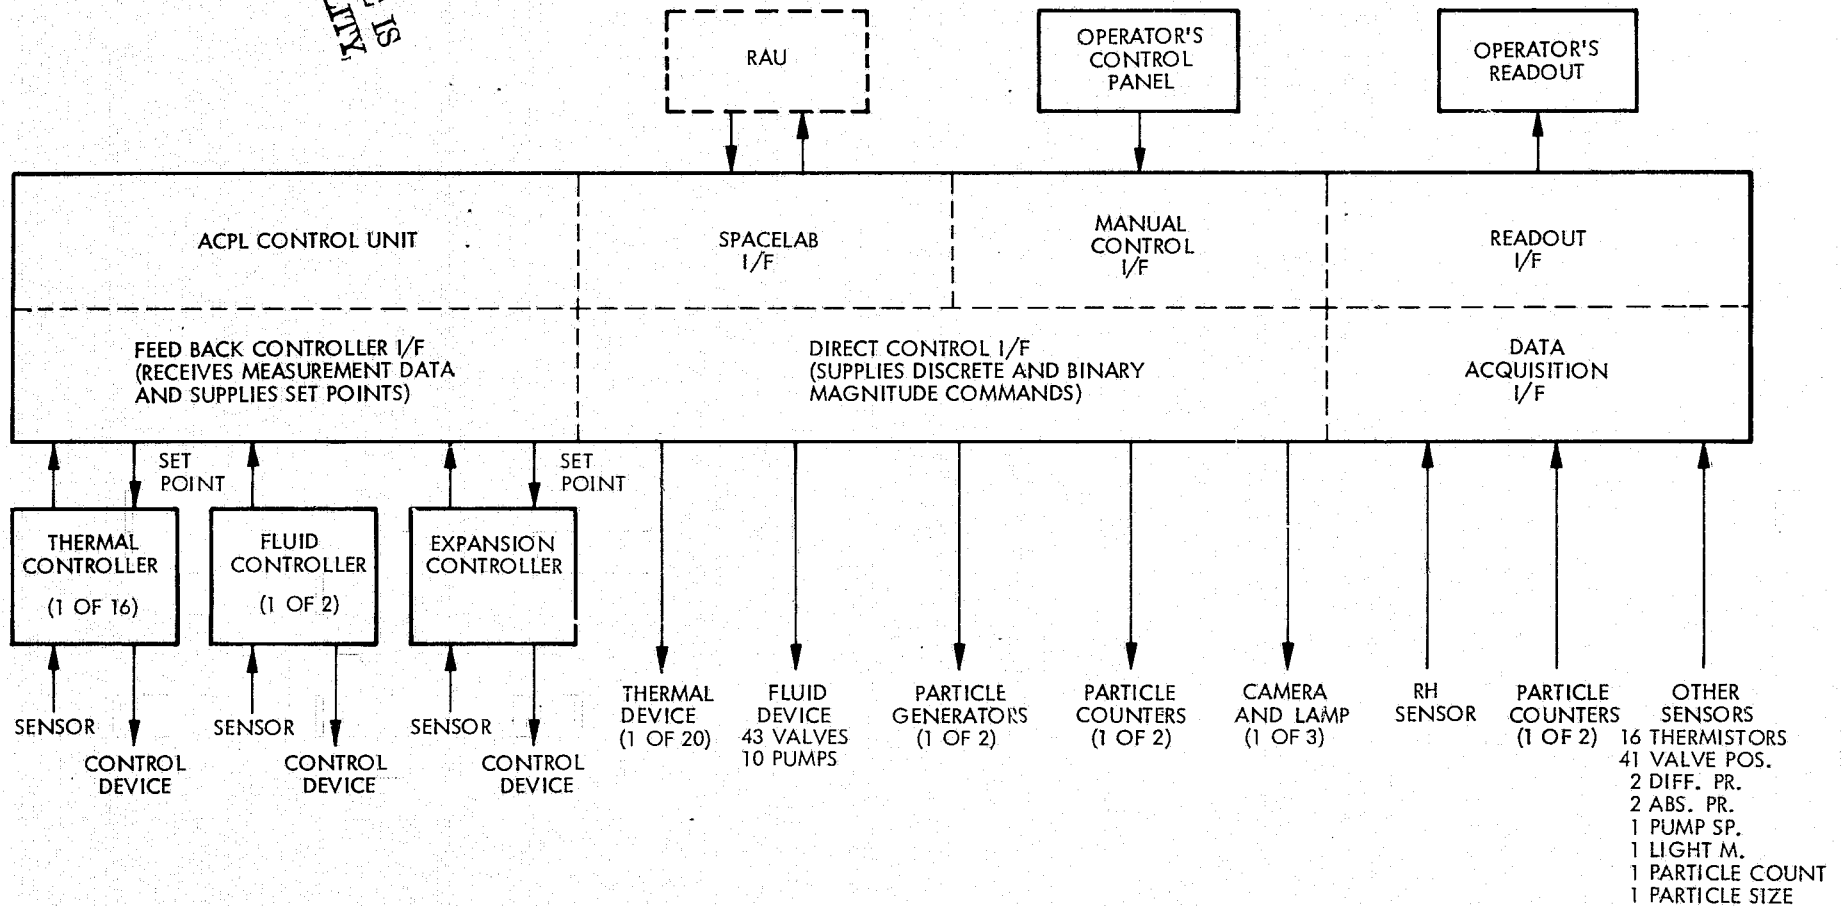 E IS
LITY
RAU
OPERATOR'S
CONTROL
PANEL
OPERATOR'S
READOUT
ACPL CONTROL UNIT
SPACELAB
I/F
MANUAL
CONTROL
I/F
READOUT
I/F
FEED BACK CONTROLLER I/F
(RECEIVES MEASUREMENT DATA
AND SUPPLIES SET POINTS)
DIRECT CONTROL I/F
(SUPPLIES DISCRETE AND BINARY
MAGNITUDE COMMANDS)
DATA
ACQUISITION
I/F
SET
POINT
SET
POINT
THERMAL
CONTROLLER
(1 OF 16)
FLUID
CONTROLLER
(1 OF 2)
EXPANSION
CONTROLLER
SENSOR
CONTROL
DEVICE
SENSOR
CONTROL
DEVICE
SENSOR
CONTROL
DEVICE
THERMAL
DEVICE
(1 OF 20)
FLUID
DEVICE
43 VALVES
10 PUMPS
PARTICLE
GENERATORS
(1 OF 2)
PARTICLE
COUNTERS
(1 OF 2)
CAMERA
AND LAMP
(1 OF 3)
RH
SENSOR
PARTICLE
COUNTERS
(1 OF 2)
OTHER
SENSORS
16 THERMISTORS
41 VALVE POS.
2 DIFF. PR.
2 ABS. PR.
1 PUMP SP.
1 LIGHT M.
1 PARTICLE COUNT
1 PARTICLE SIZE